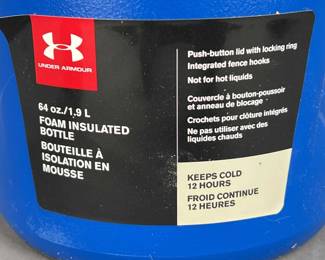 UNDER ARMOUR
64 oz./1,9 L
FOAM INSULATED
BOTTLE
BOUTEILLE À
ISOLATION EN
MOUSSE
Push-button lid with locking ring
Integrated fence hooks
Not for hot liquids
Couvercle à bouton-poussoir
et anneau de blocage
Crochets pour clôture intégrés
Ne pas utiliser avec des
liquides chauds
KEEPS COLD
12 HOURS
FROID CONTINUE
12 HEURES